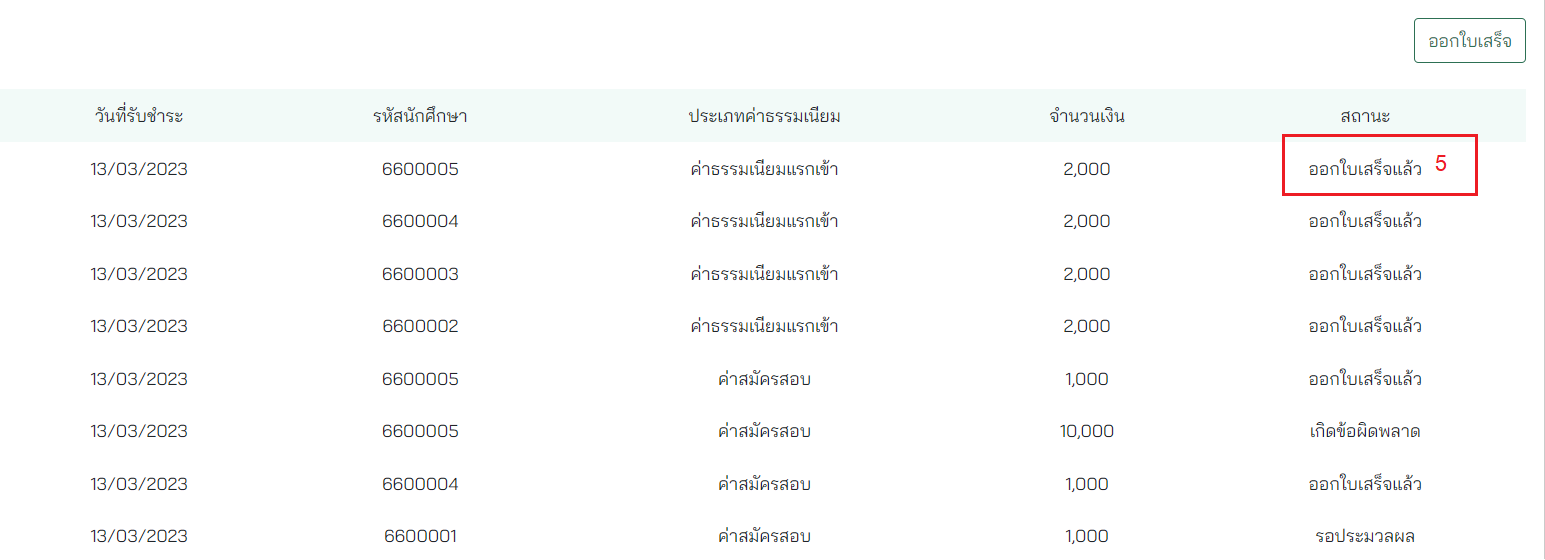 ออกใบเสร็จ
วันที่รับชำระ รหัสนักศึกษา ประเภทค่าธรรมเนียม จำนวนเงิน สถานะ
13/03/2023 6600005 ค่าธรรมเนียมแรกเข้า 2,000 ออกใบเสร็จแล้ว 5
13/03/2023 6600004 ค่าธรรมเนียมแรกเข้า 2,000 ออกใบเสร็จแล้ว
13/03/2023 6600003 ค่าธรรมเนียมแรกเข้า 2,000 ออกใบเสร็จแล้ว
13/03/2023 6600002 ค่าธรรมเนียมแรกเข้า 2,000 ออกใบเสร็จแล้ว
13/03/2023 6600005 ค่าสมัครสอบ 1,000 ออกใบเสร็จแล้ว
13/03/2023 6600005 ค่าสมัครสอบ 10,000 เกิดข้อผิดพลาด
13/03/2023 6600004 ค่าสมัครสอบ 1,000 ออกใบเสร็จแล้ว
13/03/2023 6600001 ค่าสมัครสอบ 1,000 รอประมวลผล